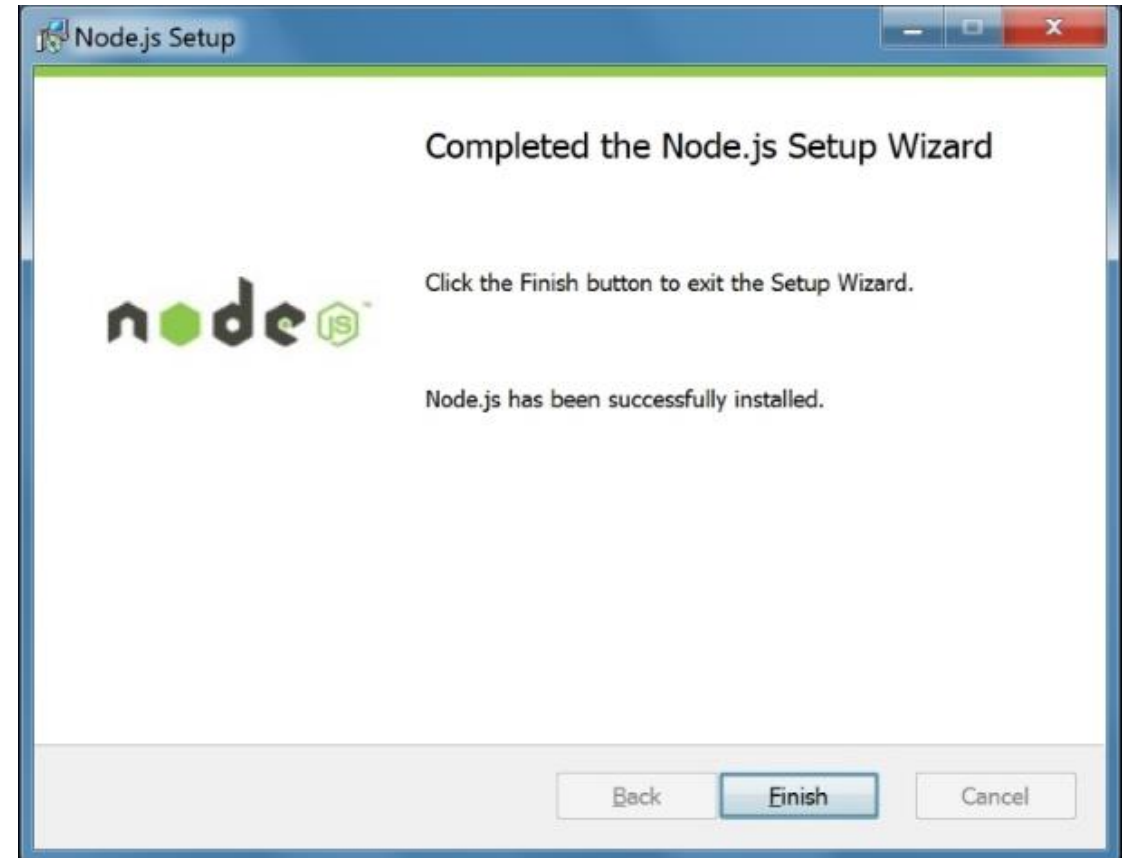 Node.js Setup
Completed the Node.js Setup Wizard
Click the Finish button to exit the Setup Wizard.
node JS™
Node.js has been successfully installed.
Back
Finish
Cancel